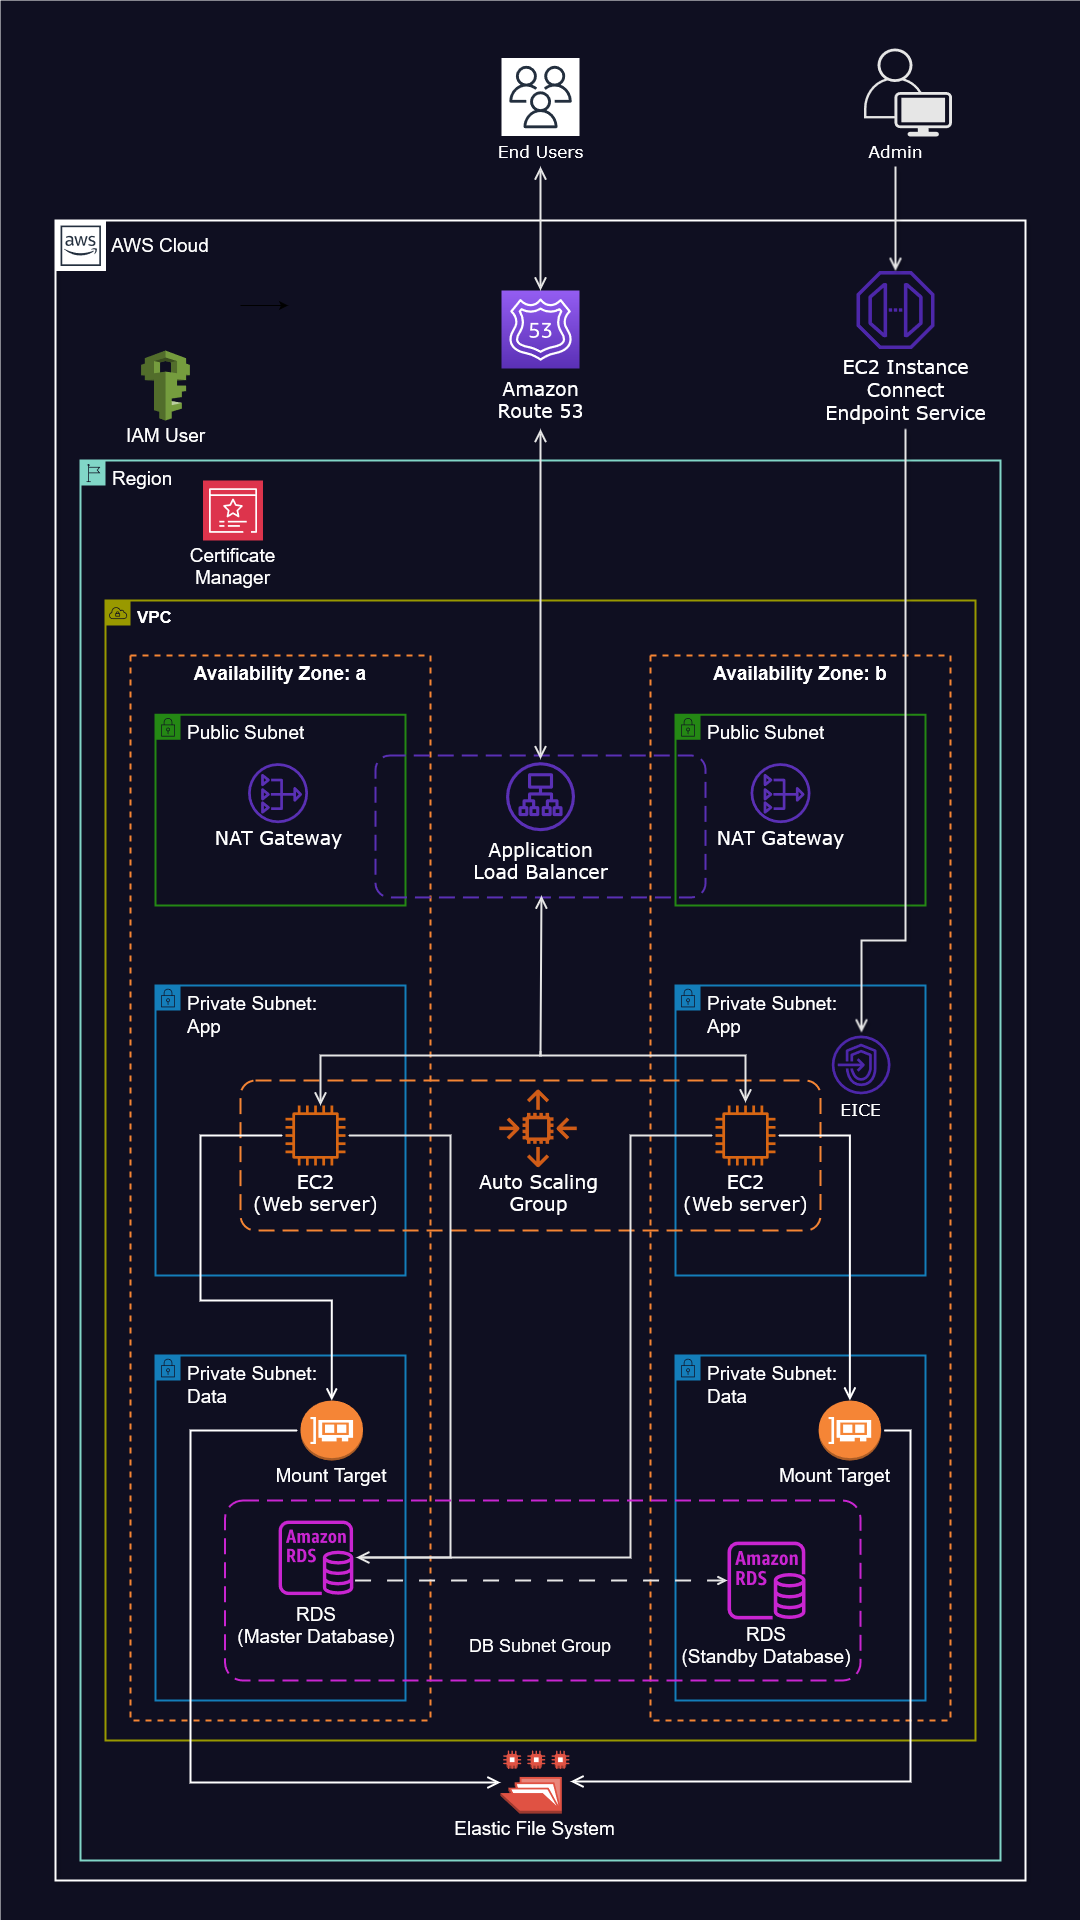 End Users
Admin
aws
AWS Cloud
53
Amazon
Route 53
EC2 Instance
Connect
Endpoint Service
IAM User
Region
Certificate
Manager
VPC
Availability Zone: a
Availability Zone: b
Public Subnet
Public Subnet
NAT Gateway
Application
Load Balancer
NAT Gateway
Private Subnet:
App
Private Subnet:
App
EICE
EC2
(Web server)
Auto Scaling
Group
EC2
(Web server)
Private Subnet:
Data
Private Subnet:
Data
Mount Target
Mount Target
Amazon
RDS
RDS
(Master Database)
Amazon
RDS
RDS
(Standby Database)
DB Subnet Group
Elastic File System